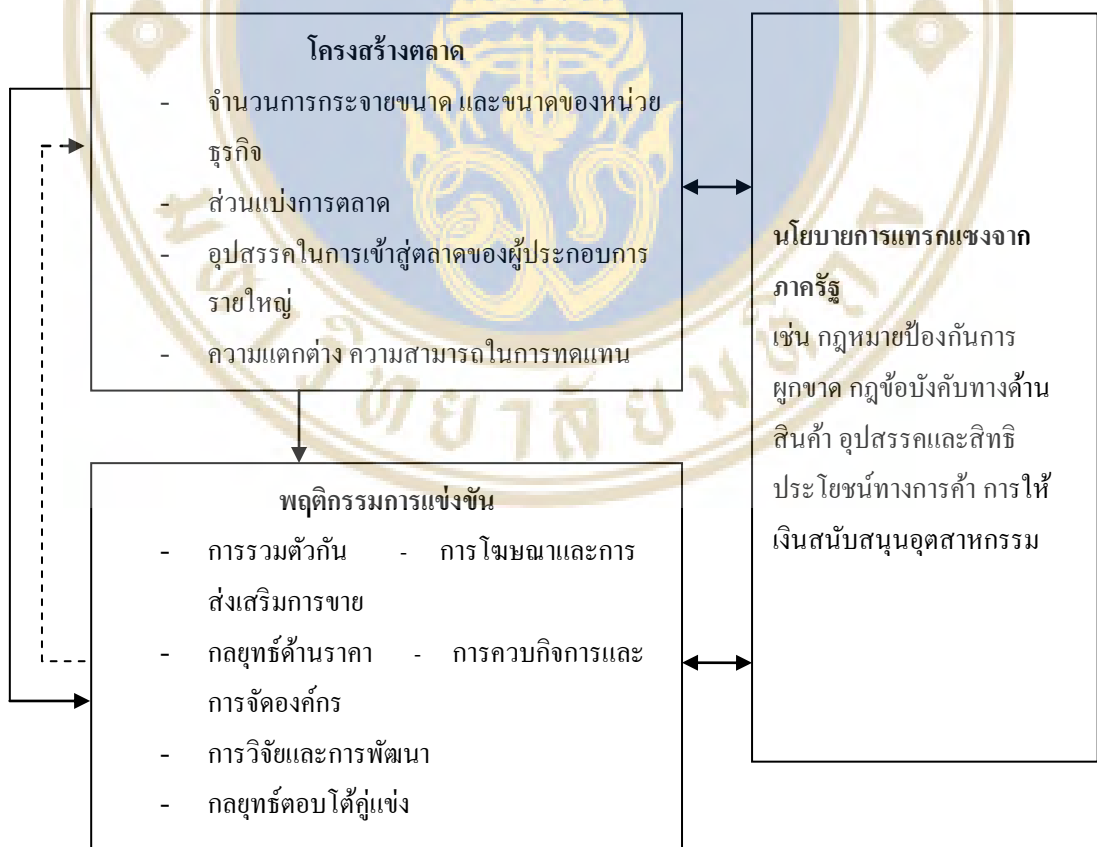 โครงสร้างตลาด
- จำนวนการกระจายขนาด และขนาดของหน่วย
ธุรกิจ
- ส่วนแบ่งการตลาด
- อุปสรรคในการเข้าสู่ตลาดของผู้ประกอบการ
รายใหญ่
- ความแตกต่าง ความสามารถในการทดแทน
พฤติกรรมการแข่งขัน
- การรวมตัวกัน - การโฆษณาและการ
ส่งเสริมการขาย
- กลยุทธ์ด้านราคา - การควบกิจการและ
การจัดองค์กร
- การวิจัยและการพัฒนา
- กลยุทธ์ตอบโต้คู่แข่ง
นโยบายการแทรกแซงจาก
ภาครัฐ
เช่น กฎหมายป้องกันการ
ผูกขาด กฎข้อบังคับทางด้าน
สินค้า อุปสรรคและสิทธิ
ประโยชน์ทางการค้า การให้
เงินสนับสนุนอุตสาหกรรม